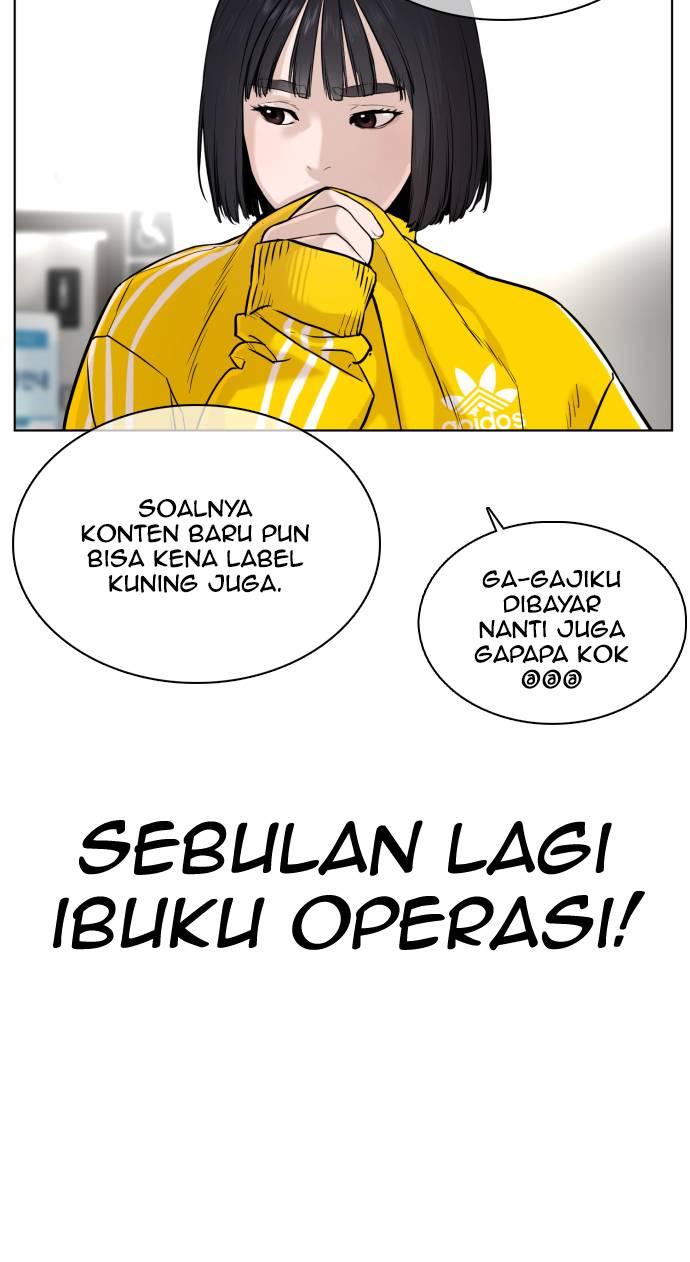 apidos
SOALNYA
KONTEN BARU PUN
BISA KENA LABEL
KUNING JUGA.
GA-GAJIKU
DIBAYAR
NANTI JUGA
GAPAPA KOK
@@@
SEBULAN LAGI
IBUKU OPERASI!